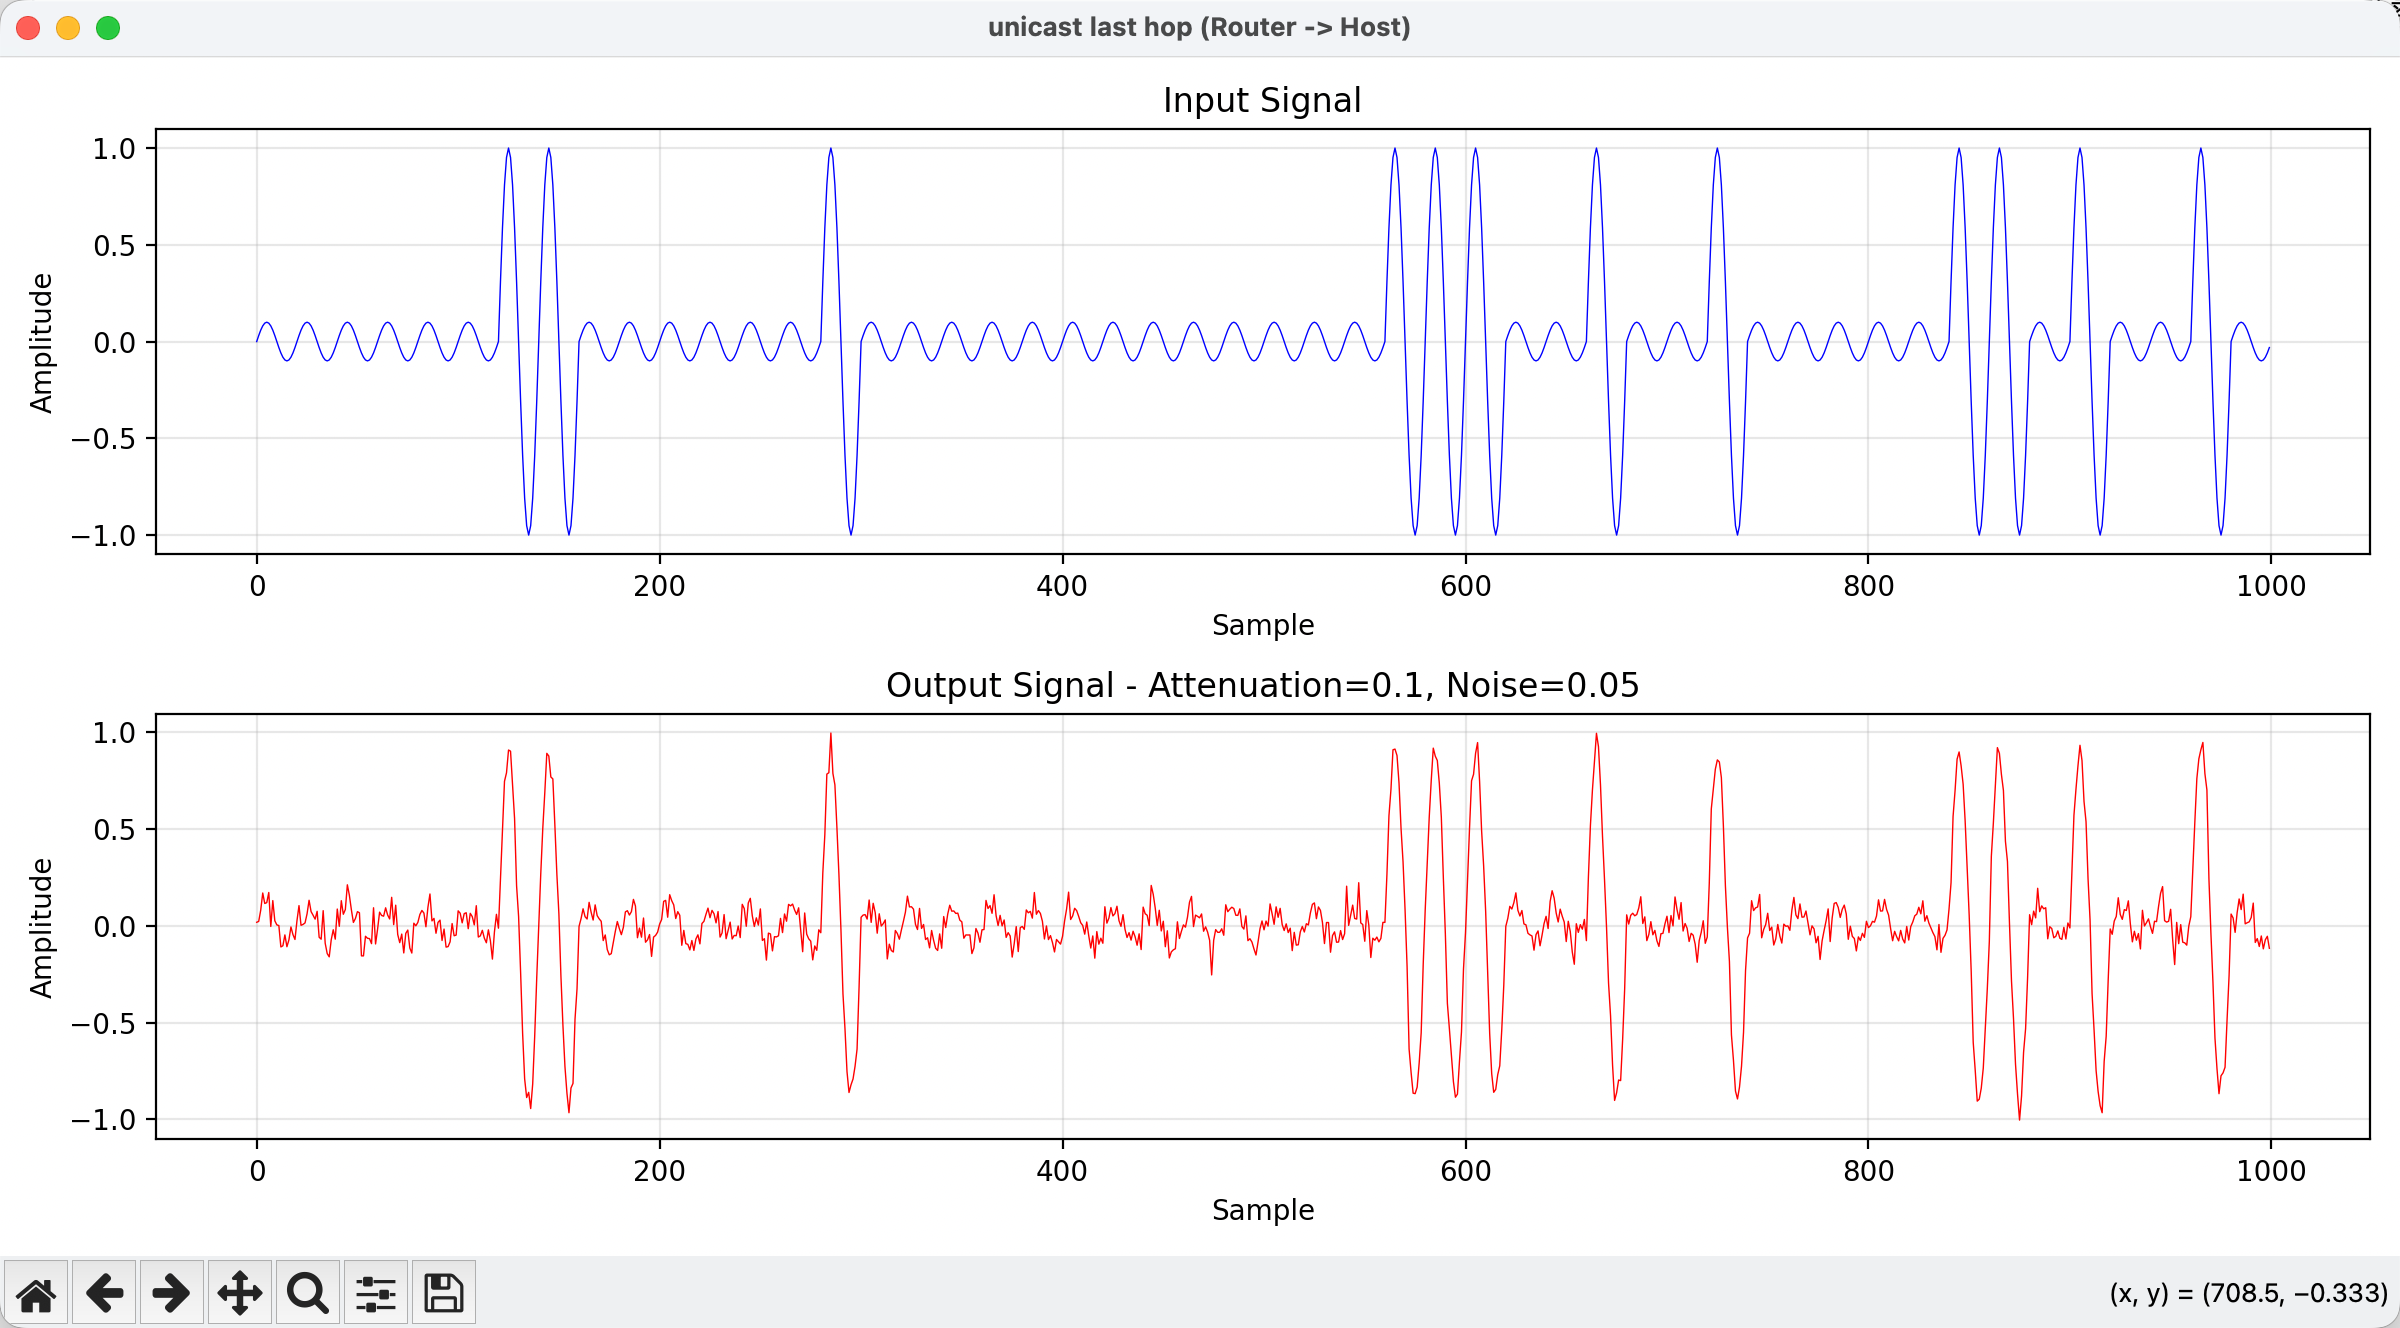 unicast last hop (Router -> Host)
Input Signal
1.0
0.5
0.0
−0.5
−1.0
Amplitude
0 200 400 600 800 1000
Sample
Output Signal - Attenuation=0.1, Noise=0.05
1.0
0.5
0.0
−0.5
−1.0
Amplitude
0 200 400 600 800 1000
Sample
(x, y) = (708.5, −0.333)